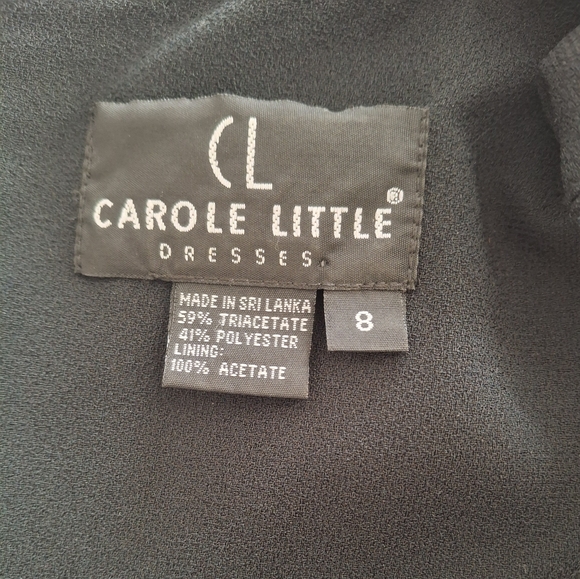 CL
CAROLE LITTLE®
DRESSES.
MADE IN SRI LANKA
59% TRIACETATE
41% POLYESTER
LINING:
100% ACETATE
8